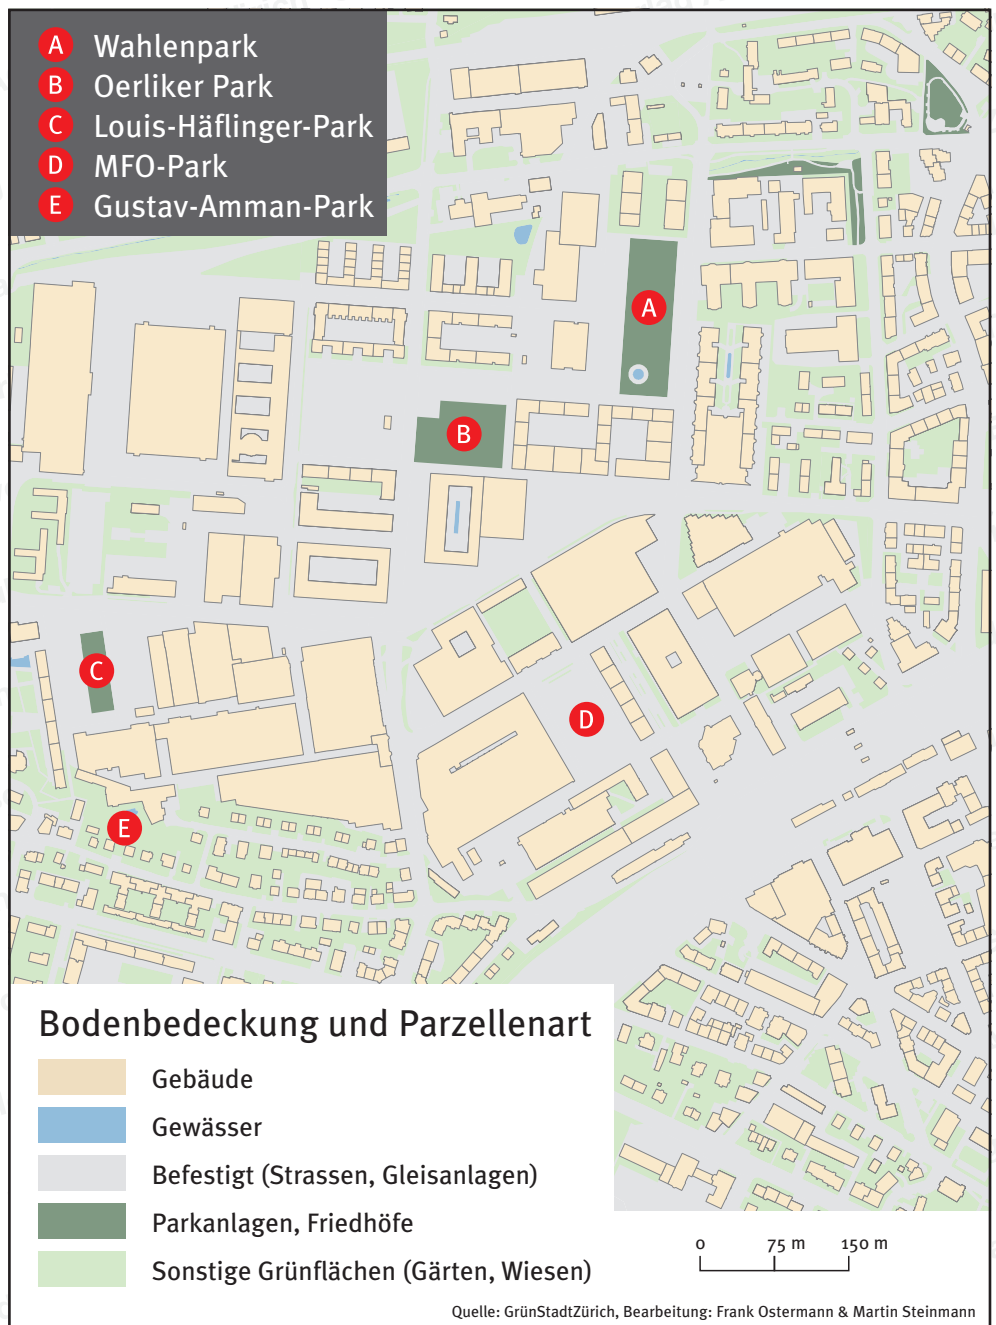 A Wahlenpark
B Oerliker Park
C Louis-Häflinger-Park
D MFO-Park
E Gustav-Amman-Park
A
B
C
D
E
Bodenbedeckung und Parzellenart
Gebäude
Gewässer
Befestigt (Strassen, Gleisanlagen)
Parkanlagen, Friedhöfe
Sonstige Grünflächen (Gärten, Wiesen)
0 75 m 150 m
Quelle: GrünStadtZürich, Bearbeitung: Frank Ostermann & Martin Steinmann